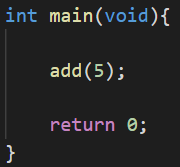 int main(void){
add(5);
return 0;
}